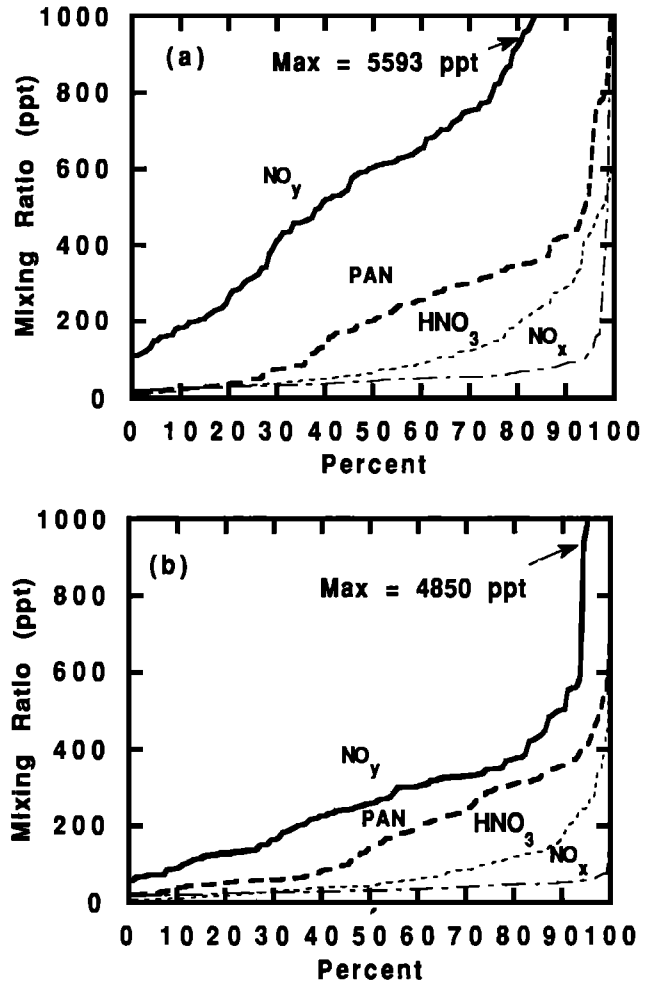 1000
(a)
Max = 5593 ppt
800
NOy
600
Mixing Ratio (ppt)
400
PAN
HNO3
NOx
200
0
0 10 20 30 40 50 60 70 80 90 100
Percent
1000
(b)
Max = 4850 ppt
800
600
Mixing Ratio (ppt)
400
NOy
200
PAN
HNO3
NOx
0
0 10 20 30 40 50 60 70 80 90 100
Percent